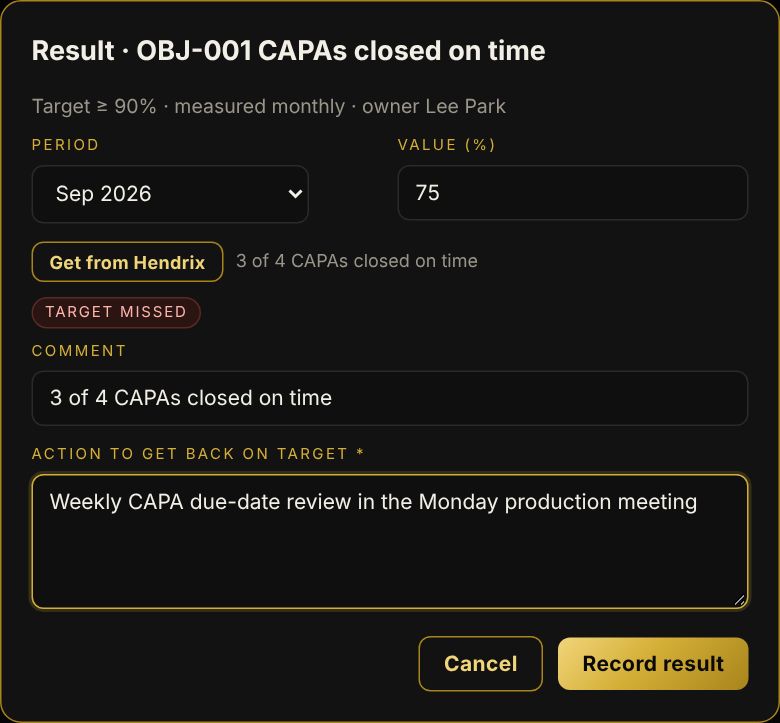 Result · OBJ-001 CAPAs closed on time
Target ≥ 90% · measured monthly · owner Lee Park
PERIOD
VALUE (%)
Sep 2026
75
Get from Hendrix
3 of 4 CAPAs closed on time
TARGET MISSED
COMMENT
3 of 4 CAPAs closed on time
ACTION TO GET BACK ON TARGET *
Weekly CAPA due-date review in the Monday production meeting
Cancel
Record result